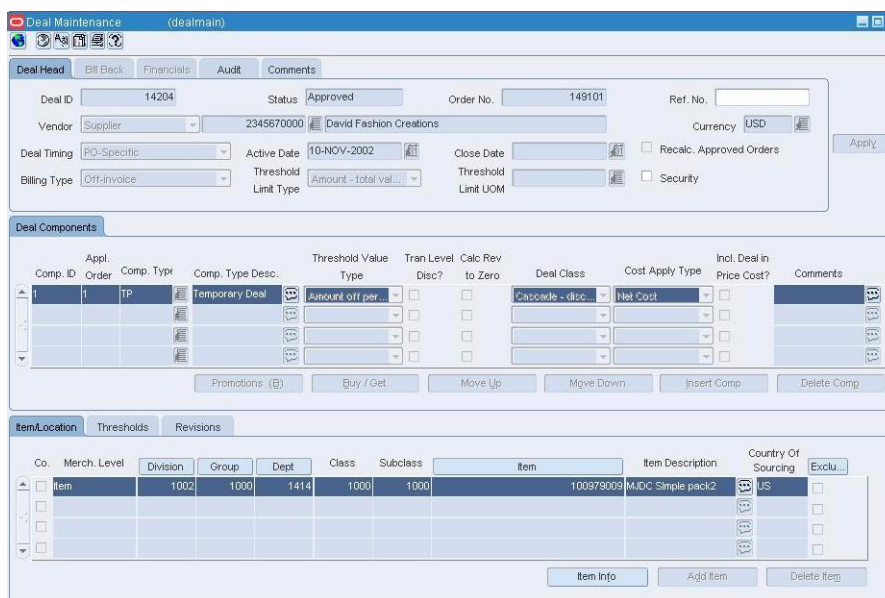 Deal Maintenance (dealmain)
Deal Head Bill Back Financials Audit Comments
Deal ID 14204 Status Approved Order No. 149101 Ref. No.
Vendor Supplier 2345670000 David Fashion Creations Currency USD
Apply
Deal Timing PO-Specific Active Date 10-NOV-2002 Close Date Recalc. Approved Orders
Billing Type Off-invoice Threshold Limit Type Amount - total val... Threshold Limit UOM Security
Deal Components
Comp. ID Appl. Order Comp. Type Comp. Type Desc. Threshold Value Type Tran Level Disc? Calc Rev to Zero Deal Class Cost Apply Type Incl. Deal in Price Cost? Comments
1 1 TP Temporary Deal Amount off per... Cascade - disc... Net Cost
Promotions (B) Buy / Get Move Up Move Down Insert Comp Delete Comp
Item/Location Thresholds Revisions
Co. Merch. Level Division Group Dept Class Subclass Item Item Description Country Of Sourcing Exclu...
Item 1002 1000 1414 1000 1000 100979009 MJDC SImple pack2 US
Item Info Add Item Delete Item